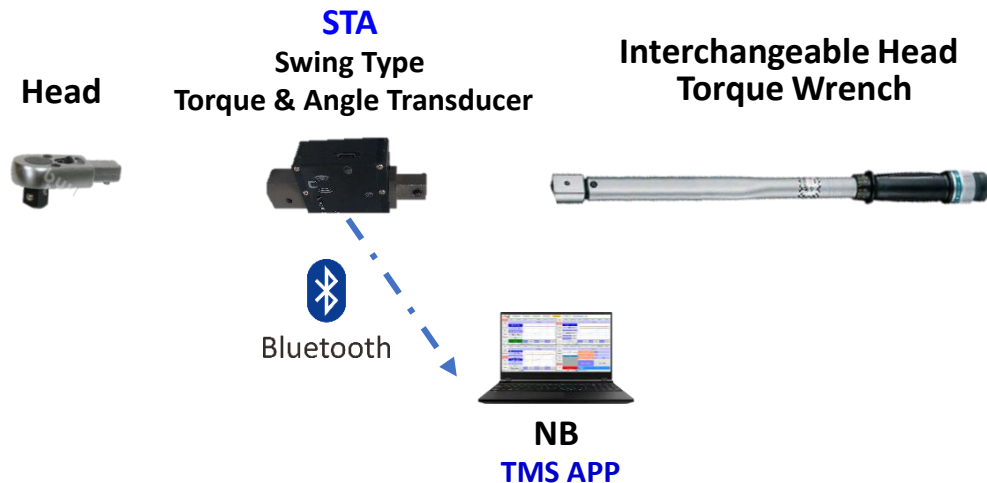 STA
Swing Type
Torque & Angle Transducer
Head
Interchangeable Head
Torque Wrench
Bluetooth
NB
TMS APP